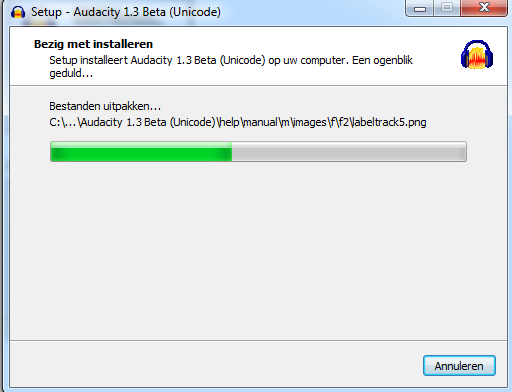 Setup - Audacity 1.3 Beta (Unicode)
Bezig met installeren
Setup installeert Audacity 1.3 Beta (Unicode) op uw computer. Een ogenblik
geduld...
Bestanden uitpakken...
C:\...\Audacity 1.3 Beta (Unicode)\help\manual\m\images\f\f2\labeltrack5.png
Annuleren